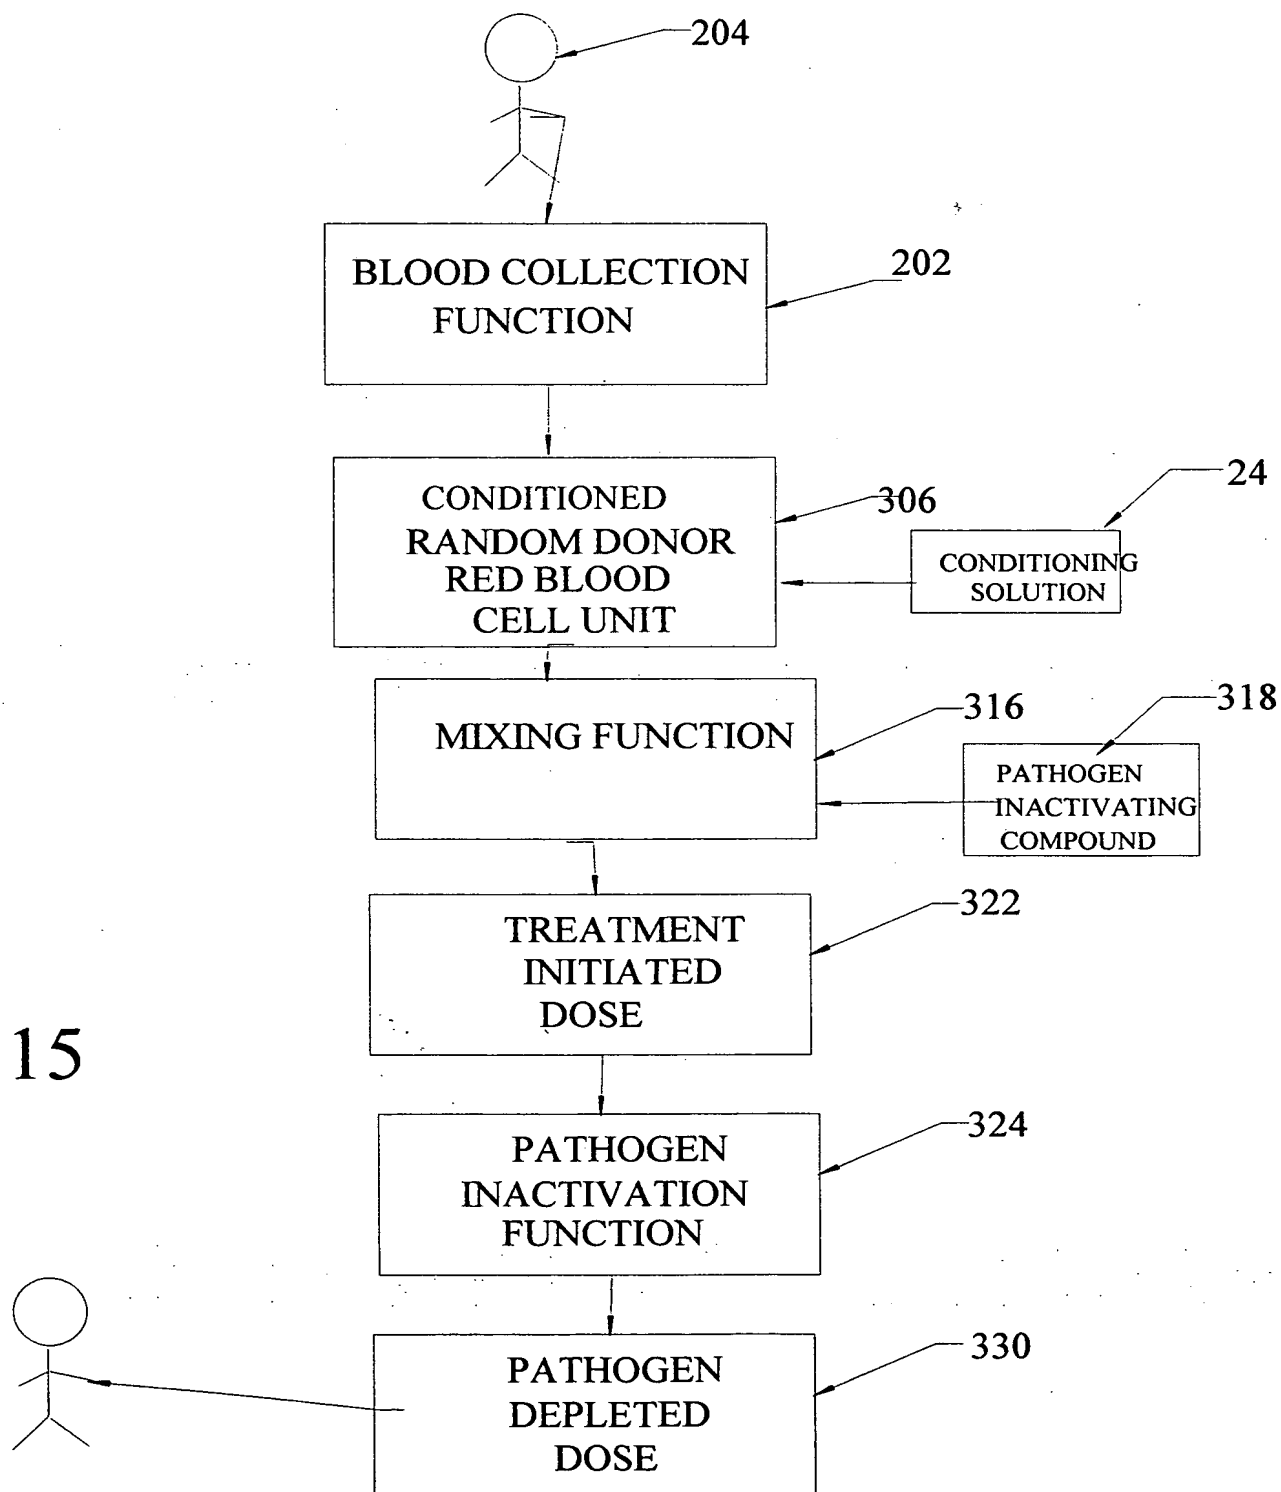 204
BLOOD COLLECTION
FUNCTION
202
CONDITIONED
RANDOM DONOR
RED BLOOD
CELL UNIT
306
24
CONDITIONING
SOLUTION
MIXING FUNCTION
316
318
PATHOGEN
INACTIVATING
COMPOUND
TREATMENT
INITIATED
DOSE
322
15
PATHOGEN
INACTIVATION
FUNCTION
324
PATHOGEN
DEPLETED
DOSE
330